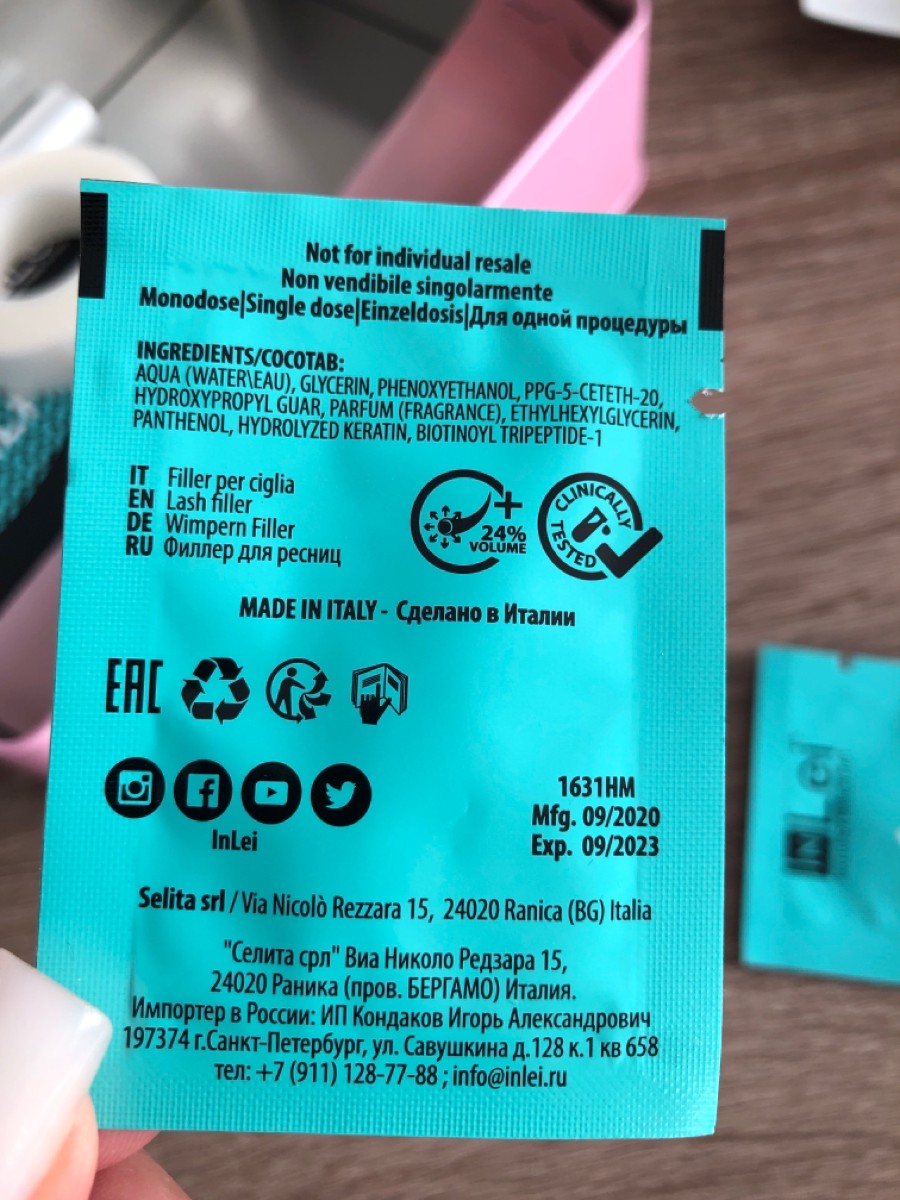 Not for individual resale
Non vendibile singolarmente
Monodose|Single dose|Einzeldosis|Для одной процедуры
INGREDIENTS/СОСОТАВ:
AQUA (WATER\EAU), GLYCERIN, PHENOXYETHANOL, PPG-5-CETETH-20,
HYDROXYPROPYL GUAR, PARFUM (FRAGRANCE), ETHYLHEXYLGLYCERIN,
PANTHENOL, HYDROLYZED KERATIN, BIOTINOYL TRIPEPTIDE-1
IT Filler per ciglia
EN Lash filler
DE Wimpern Filler
RU Филлер для ресниц
+
24%
VOLUME
CLINICALLY
TESTED
MADE IN ITALY - Сделано в Италии
EAC
InLei
1631HM
Mfg. 09/2020
Exp. 09/2023
Selita srl / Via Nicolò Rezzara 15, 24020 Ranica (BG) Italia
"Селита срл" Виа Николо Редзара 15,
24020 Раника (пров. БЕРГАМО) Италия.
Импортер в России: ИП Кондаков Игорь Александрович
197374 г.Санкт-Петербург, ул. Савушкина д.128 к.1 кв 658
тел: +7 (911) 128-77-88 ; info@inlei.ru
INLei